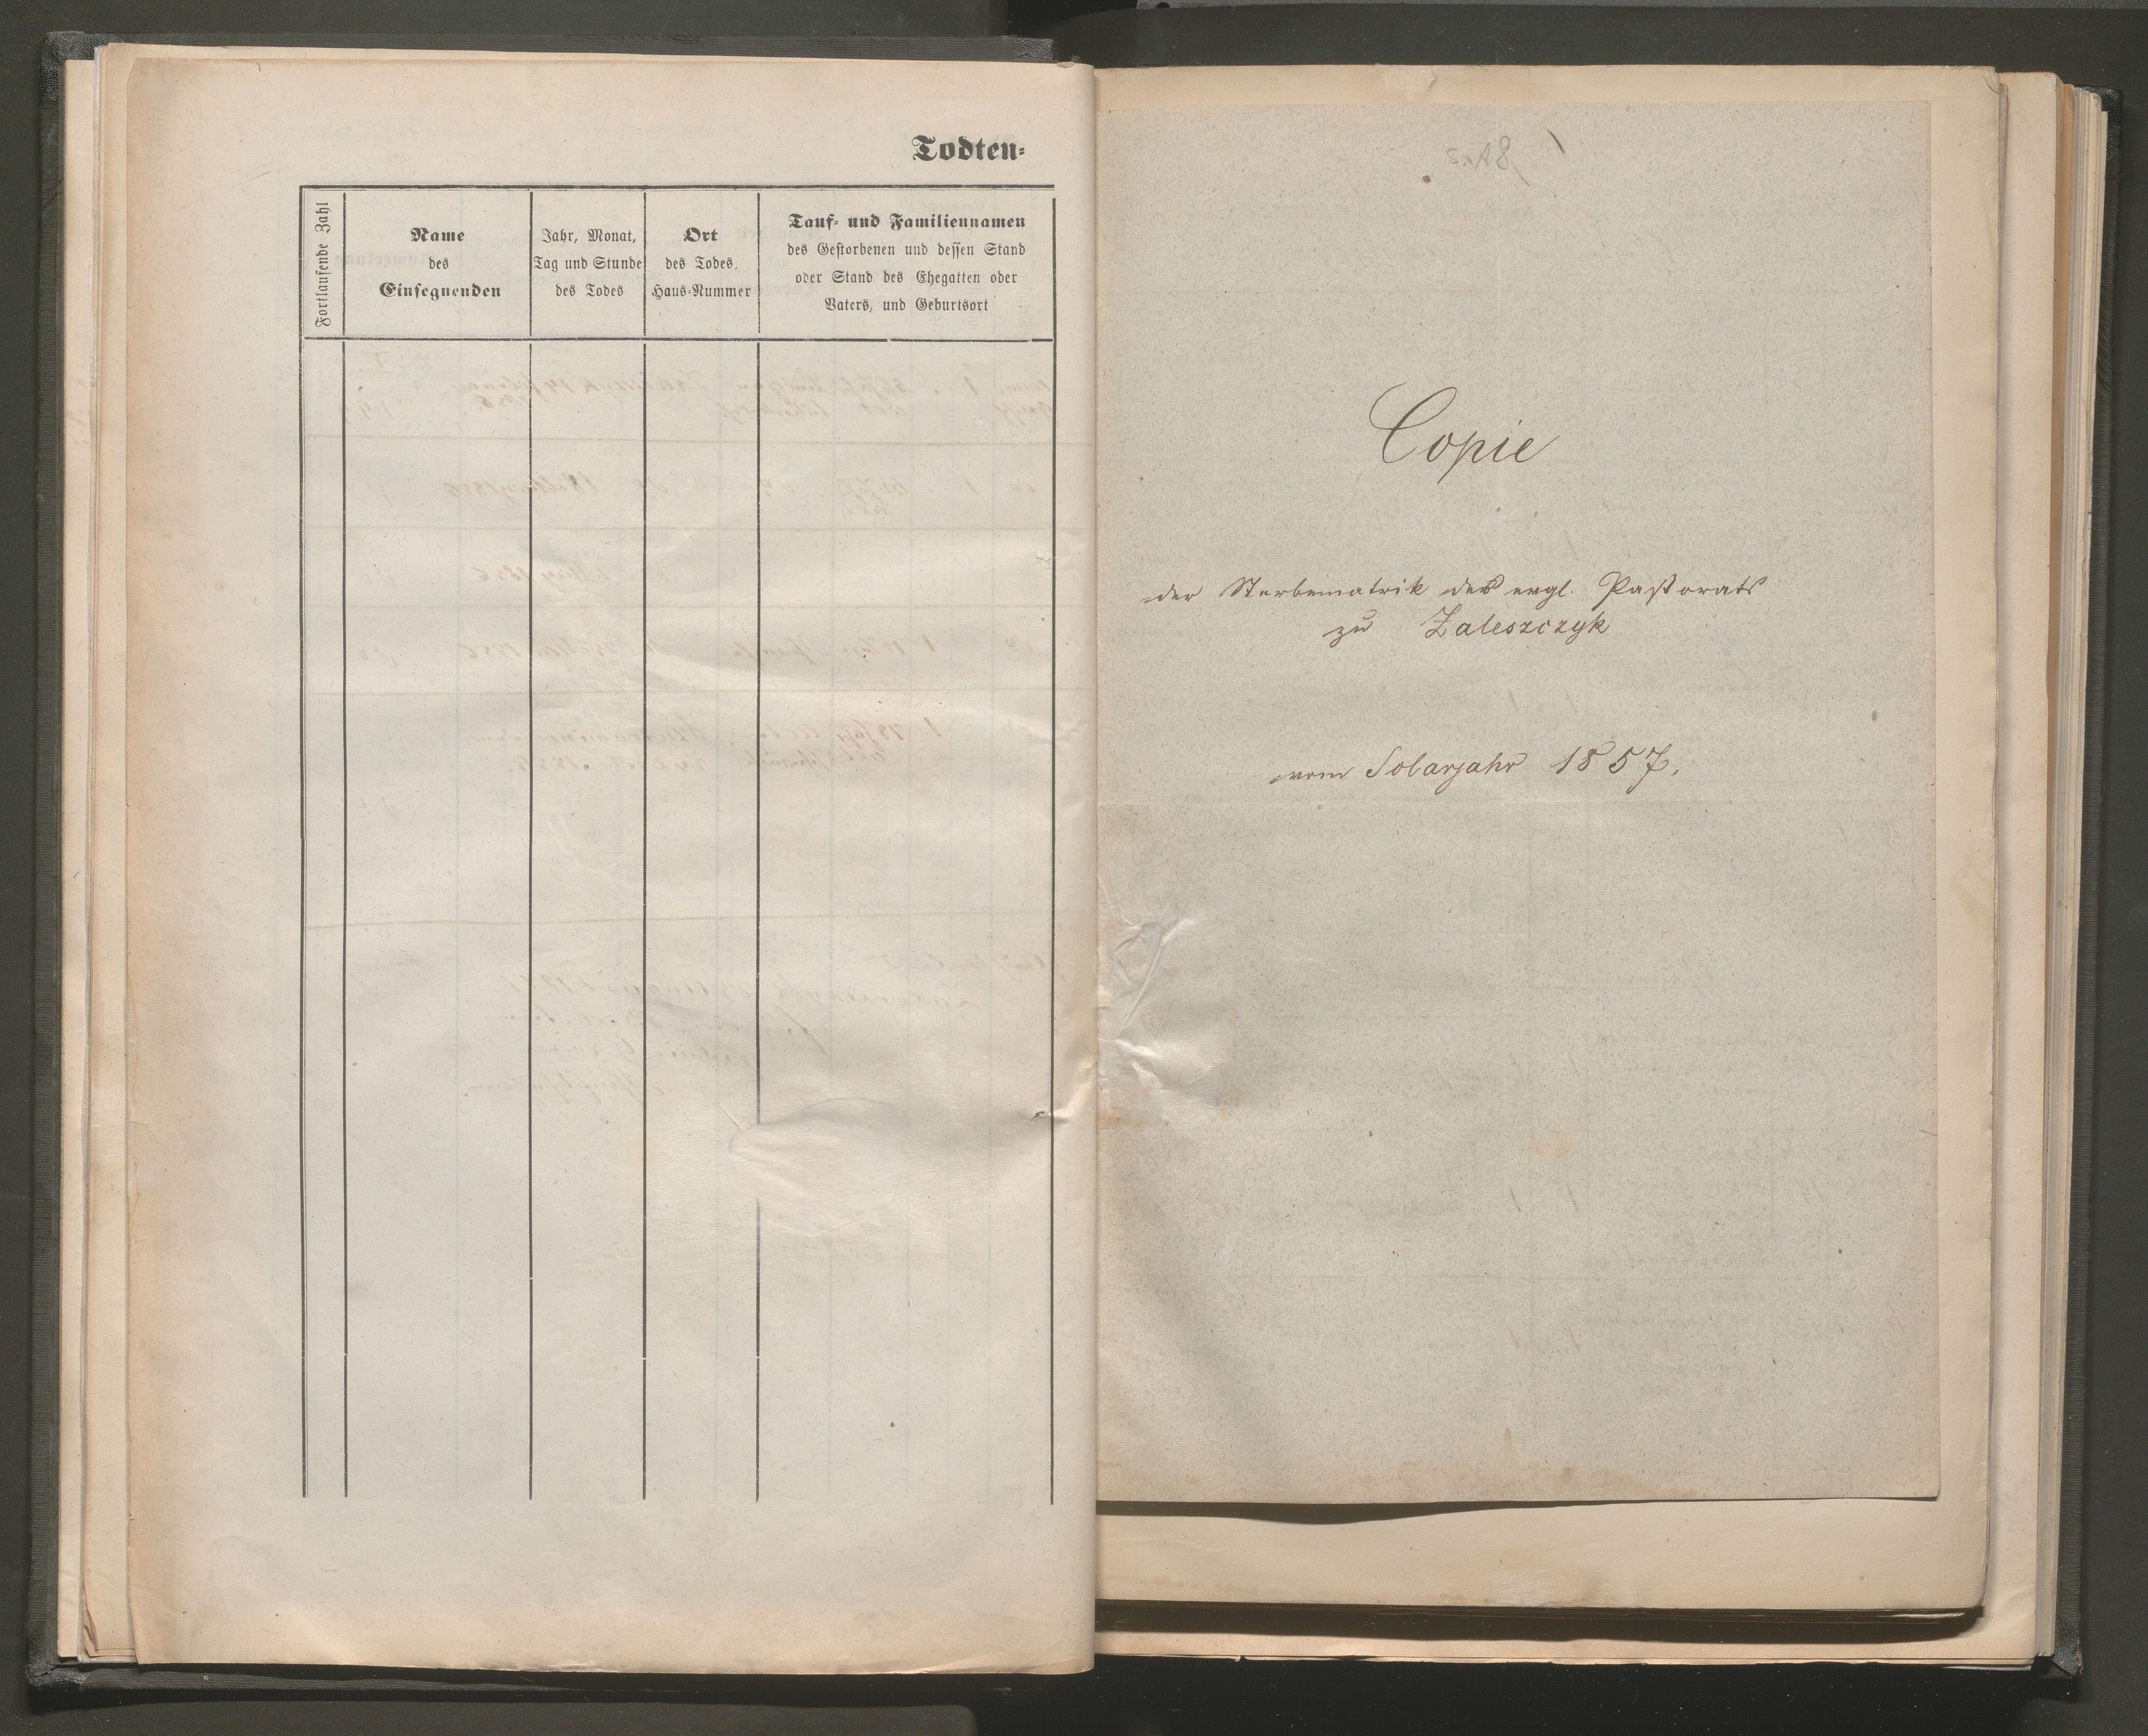 Todten-
Fortlaufende Zahl
Name
des
Einsegnenden
Jahr, Monat,
Tag und Stunde
des Todes
Ort
des Todes,
Haus-Nummer
Tauf- und Familiennamen
des Gestorbenen und dessen Stand
oder Stand des Ehegatten oder
Vaters, und Geburtsort
Copie
der Sterbematrik des evgl. Pastorats
zu Zaleszczyk
vom Solarjahr 1857.